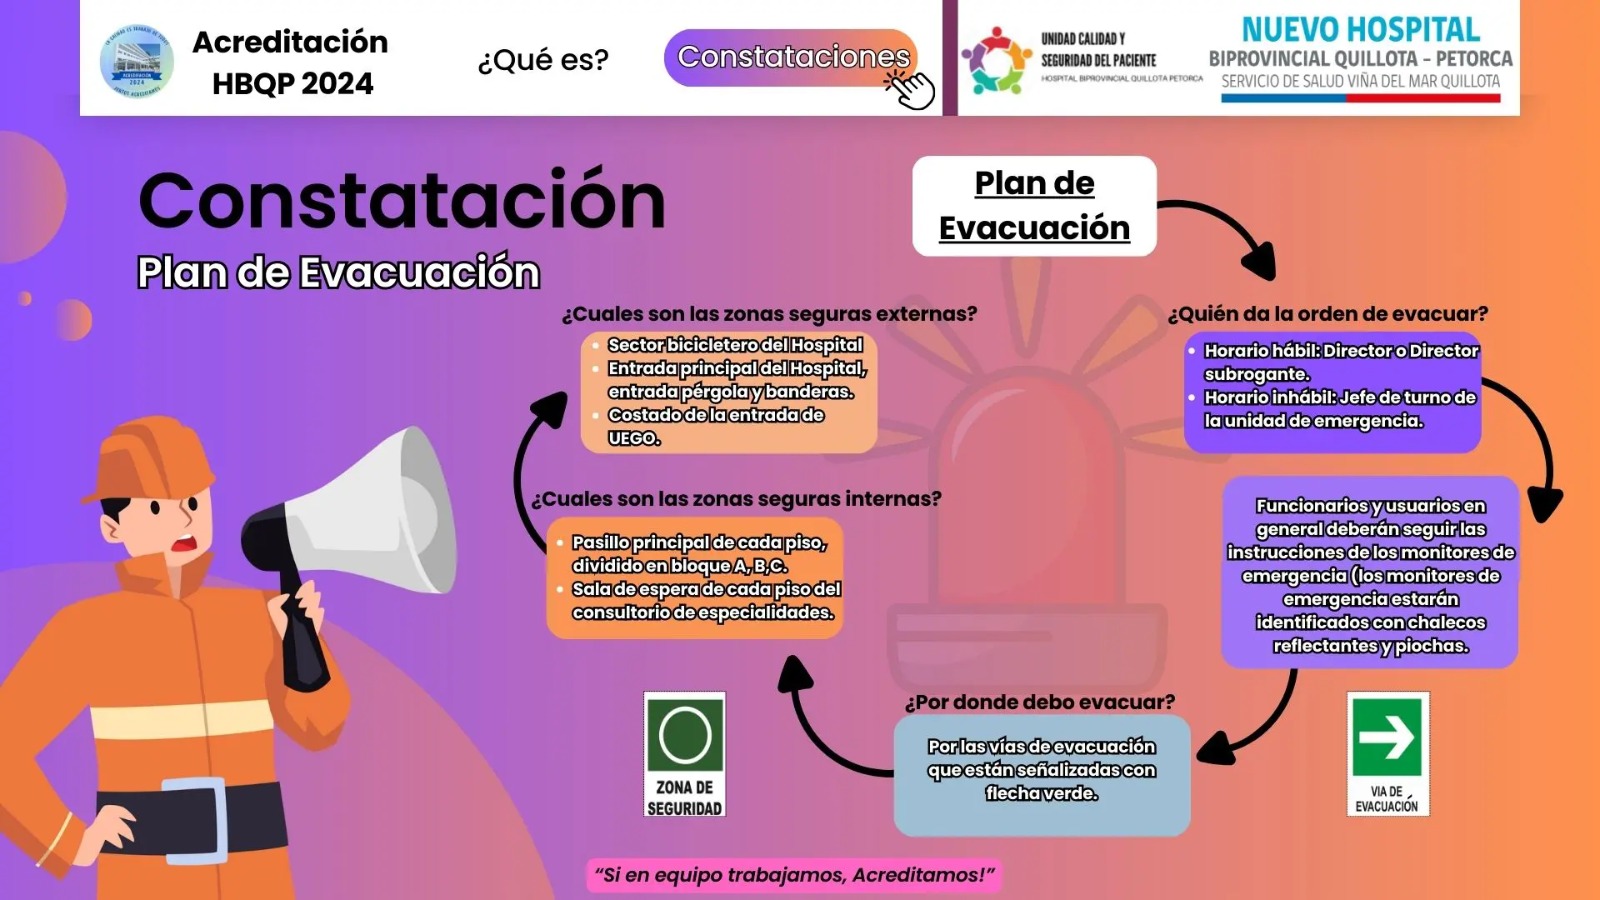 Acreditación
HBQP 2024
¿Qué es?
Constataciones
UNIDAD CALIDAD Y
SEGURIDAD DEL PACIENTE
HOSPITAL BIPROVINCIAL QUILLOTA PETORCA
NUEVO HOSPITAL
BIPROVINCIAL QUILLOTA - PETORCA
SERVICIO DE SALUD VIÑA DEL MAR QUILLOTA
Constatación
Plan de Evacuación
Plan de
Evacuación
¿Quién da la orden de evacuar?
• Horario hábil: Director o Director
subrogante.
• Horario inhábil: Jefe de turno de
la unidad de emergencia.
Funcionarios y usuarios en
general deberán seguir las
instrucciones de los monitores de
emergencia (los monitores de
emergencia estarán
identificados con chalecos
reflectantes y piochas.
¿Por donde debo evacuar?
Por las vías de evacuación
que están señalizadas con
flecha verde.
VIA DE
EVACUACIÓN
¿Cuales son las zonas seguras internas?
• Pasillo principal de cada piso,
dividido en bloque A, B,C.
• Sala de espera de cada piso del
consultorio de especialidades.
ZONA DE
SEGURIDAD
¿Cuales son las zonas seguras externas?
• Sector bicicletero del Hospital
• Entrada principal del Hospital,
entrada pérgola y banderas.
• Costado de la entrada de
UEGO.
“Si en equipo trabajamos, Acreditamos!”